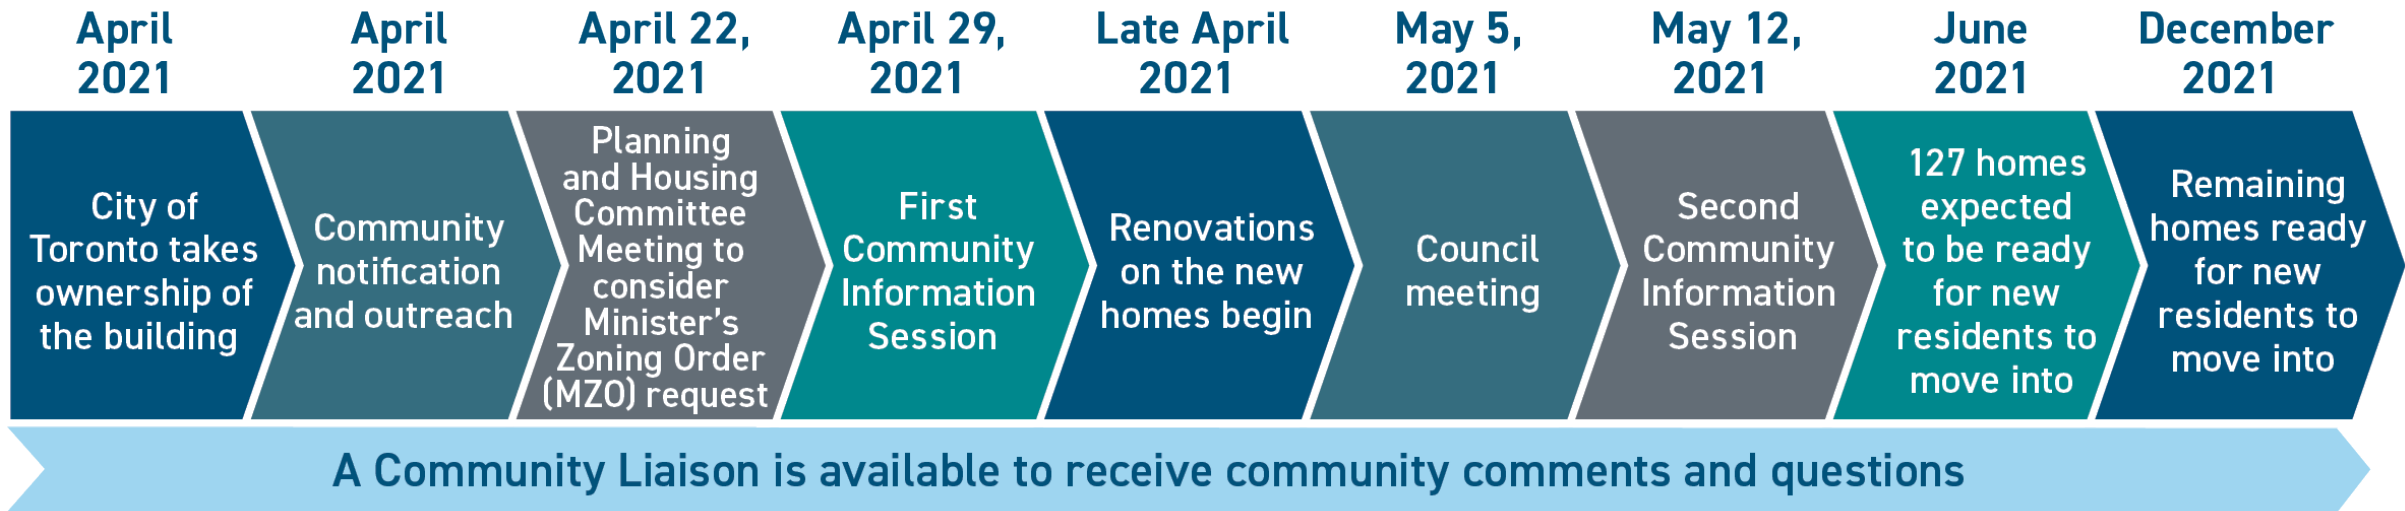 April
2021
April
2021
April 22,
2021
April 29,
2021
Late April
2021
May 5,
2021
May 12,
2021
June
2021
December
2021
City of
Toronto takes
ownership of
the building
Community
notification
and outreach
Planning
and Housing
Committee
Meeting to
consider
Minister's
Zoning Order
(MZO) request
First
Community
Information
Session
Renovations
on the new
homes begin
Council
meeting
Second
Community
Information
Session
127 homes
expected
to be ready
for new
residents to
move into
Remaining
homes ready
for new
residents to
move into
A Community Liaison is available to receive community comments and questions